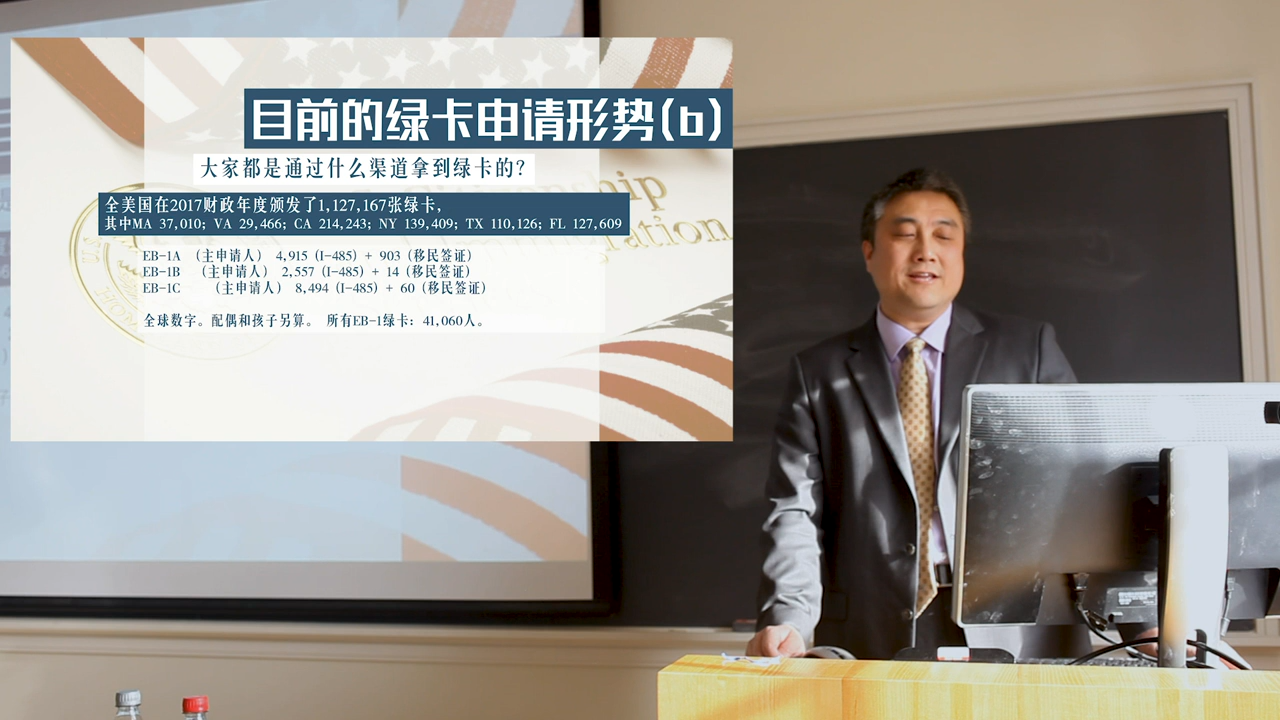 目前的绿卡申请形势(b)
大家都是通过什么渠道拿到绿卡的?
全美国在2017财政年度颁发了1,127,167张绿卡,
其中MA 37,010; VA 29,466; CA 214,243; NY 139,409; TX 110,126; FL 127,609
EB-1A (主申请人) 4,915 (I-485) + 903 (移民签证)
EB-1B (主申请人) 2,557 (I-485) + 14 (移民签证)
EB-1C (主申请人) 8,494 (I-485) + 60 (移民签证)
全球数字。配偶和孩子另算。 所有EB-1绿卡: 41,060人。